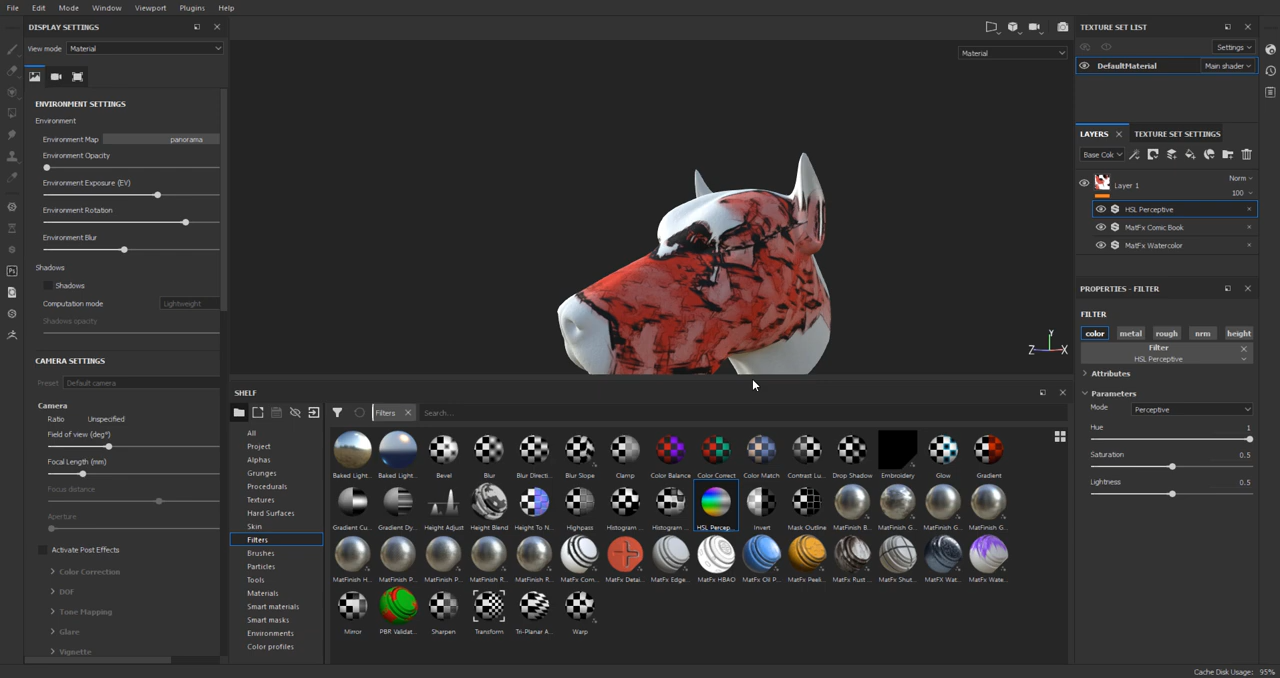 File Edit Mode Window Viewport Plugins Help
DISPLAY SETTINGS
View mode Material
ENVIRONMENT SETTINGS
Environment
Environment Map panorama
Environment Opacity
Environment Exposure (EV)
Environment Rotation
Environment Blur
Shadows
Shadows
Computation mode Lightweight
Shadows opacity
CAMERA SETTINGS
Preset Default camera
Camera
Ratio Unspecified
Field of view (deg°)
Focal Length (mm)
Focus distance
Aperture
Activate Post Effects
Color Correction
DOF
Tone Mapping
Glare
Vignette
Material
Y
Z X
SHELF
Filters Search...
All
Project
Alphas
Grunges
Procedurals
Textures
Hard Surfaces
Skin
Filters
Brushes
Particles
Tools
Materials
Smart materials
Smart masks
Environments
Color profiles
Baked Light... Baked Light... Bevel Blur Blur Directi... Blur Slope Clamp Color Balance Color Correct Color Match Contrast Lu... Drop Shadow Embroidery Glow Gradient
Gradient Cu... Gradient Dy... Height Adjust Height Blend Height To N... Highpass Histogram ... Histogram ... HSL Percep... Invert Mask Outline MatFinish B... MatFinish G... MatFinish G... MatFinish G...
MatFinish H... MatFinish P... MatFinish P... MatFinish R... MatFinish R... MatFx Com... MatFx Detai... MatFx Edge... MatFx HBAO MatFx Oil P... MatFx Peeli... MatFx Rust ... MatFx Shut... MatFX Wat... MatFx Wate...
Mirror PBR Validat... Sharpen Transform Tri-Planar A... Warp
TEXTURE SET LIST
Settings
DefaultMaterial Main shader
LAYERS TEXTURE SET SETTINGS
Base Col
Layer 1 Norm
100
HSL Perceptive
MatFx Comic Book
MatFx Watercolor
PROPERTIES - FILTER
FILTER
color metal rough nrm height
Filter
HSL Perceptive
Attributes
Parameters
Mode Perceptive
Hue 1
Saturation 0.5
Lightness 0.5
Cache Disk Usage: 95%